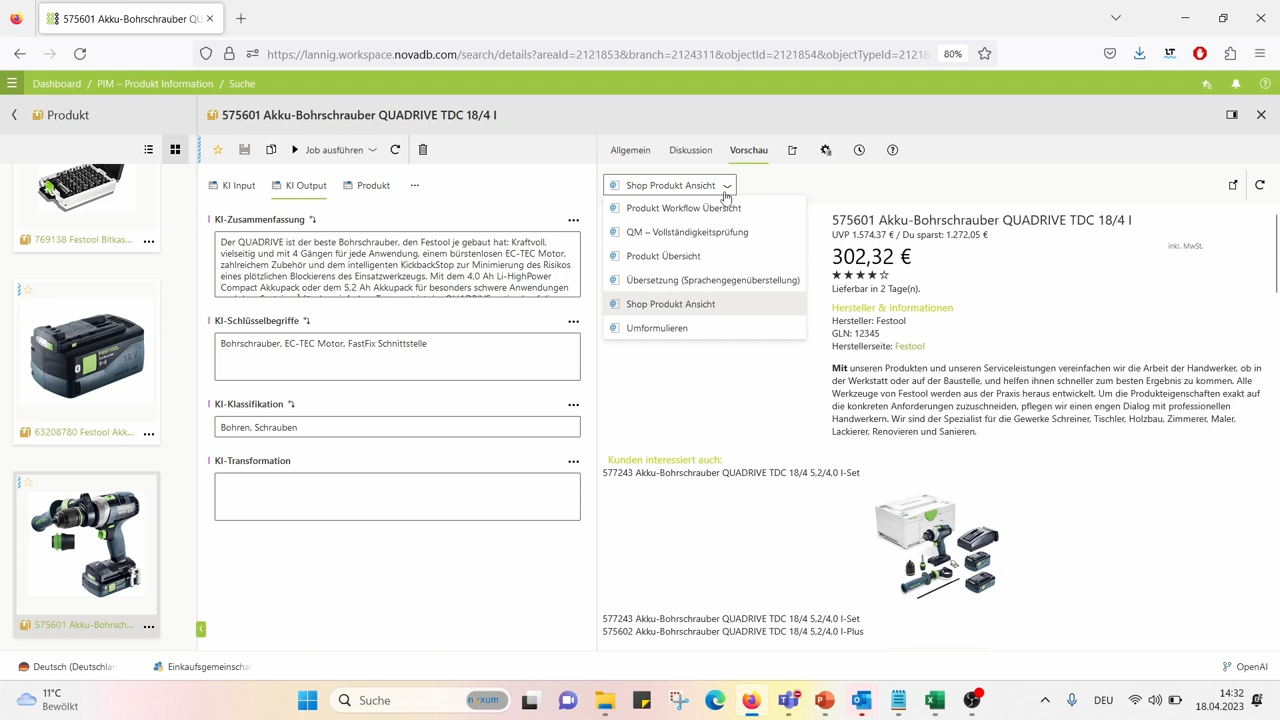 575601 Akku-Bohrschrauber QU
https://lannig.workspace.novadb.com/search/details?areaId=2121853&branch=2124311&objectId=2121854&objectTypeId=21218
80%
Dashboard / PIM – Produkt Information / Suche
Produkt
575601 Akku-Bohrschrauber QUADRIVE TDC 18/4 I
Job ausführen
Allgemein Diskussion Vorschau
KI Input KI Output Produkt ...
Shop Produkt Ansicht
Produkt Workflow Übersicht
QM – Vollständigkeitsprüfung
Produkt Übersicht
Übersetzung (Sprachengegenüberstellung)
Shop Produkt Ansicht
Umformulieren
769138 Festool Bitkas... ...
63208780 Festool Akk... ...
575601 Akku-Bohrsch... ...
KI-Zusammenfassung
Der QUADRIVE ist der beste Bohrschrauber, den Festool je gebaut hat: Kraftvoll,
vielseitig und mit 4 Gängen für jede Anwendung, einem bürstenlosen EC-TEC Motor,
zahlreichem Zubehör und dem intelligenten KickbackStop zur Minimierung des Risikos
eines plötzlichen Blockierens des Einsatzwerkzeugs. Mit dem 4.0 Ah Li-HighPower
Compact Akkupack oder dem 5.2 Ah Akkupack für besonders schwere Anwendungen
KI-Schlüsselbegriffe
Bohrschrauber, EC-TEC Motor, FastFix Schnittstelle
KI-Klassifikation
Bohren, Schrauben
KI-Transformation
575601 Akku-Bohrschrauber QUADRIVE TDC 18/4 I
UVP 1.574,37 € / Du sparst: 1.272,05 €
inkl. MwSt.
302,32 €
Lieferbar in 2 Tage(n).
Hersteller & Informationen
Hersteller: Festool
GLN: 12345
Herstellerseite: Festool
Mit unseren Produkten und unseren Serviceleistungen vereinfachen wir die Arbeit der Handwerker, ob in
der Werkstatt oder auf der Baustelle, und helfen ihnen schneller zum besten Ergebnis zu kommen. Alle
Werkzeuge von Festool werden aus der Praxis heraus entwickelt. Um die Produkteigenschaften exakt auf
die konkreten Anforderungen zuzuschneiden, pflegen wir einen engen Dialog mit professionellen
Handwerkern. Wir sind der Spezialist für die Gewerke Schreiner, Tischler, Holzbau, Zimmerer, Maler,
Lackierer, Renovieren und Sanieren.
Kunden interessiert auch:
577243 Akku-Bohrschrauber QUADRIVE TDC 18/4 5,2/4,0 I-Set
577243 Akku-Bohrschrauber QUADRIVE TDC 18/4 5,2/4,0 I-Set
575602 Akku-Bohrschrauber QUADRIVE TDC 18/4 5,2/4,0 I-Plus
Deutsch (Deutschlan
Einkaufsgemeinscha
OpenAI
11°C
Bewölkt
Suche
DEU
14:32
18.04.2023